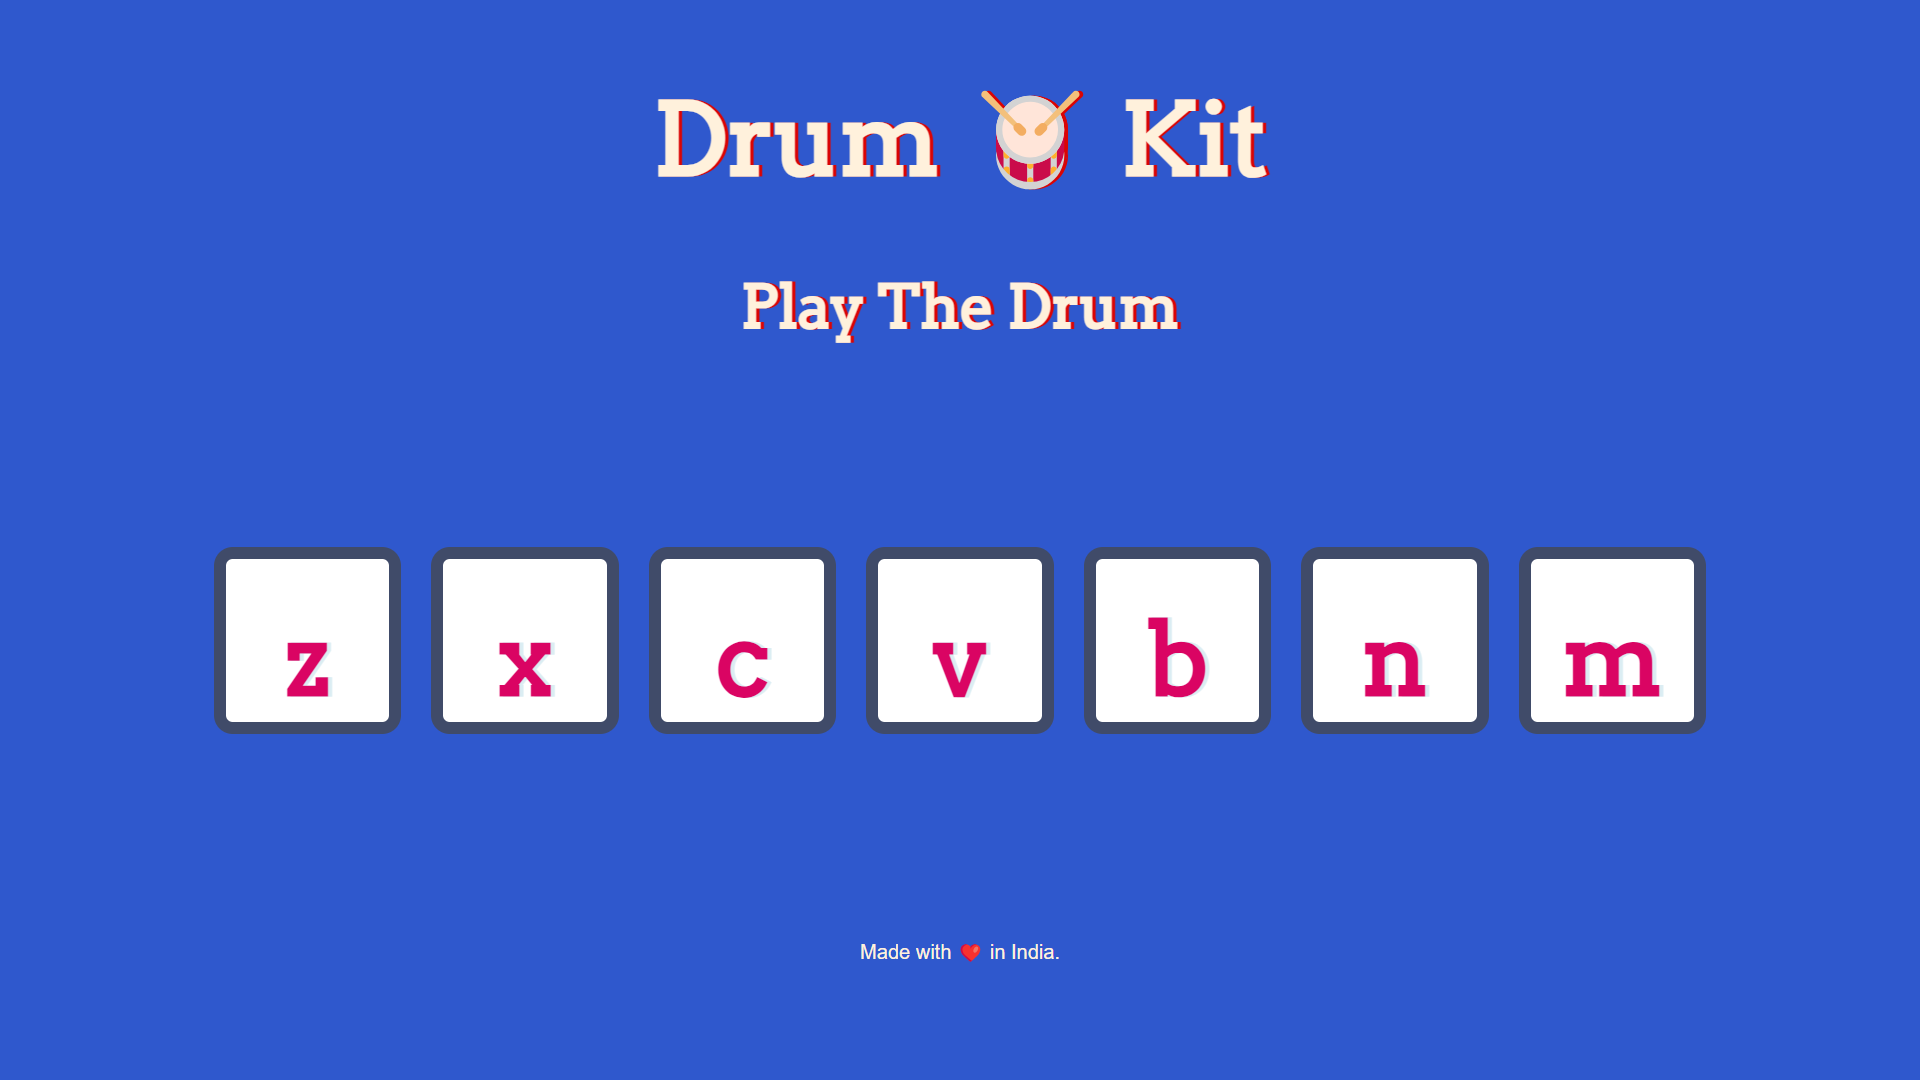 Drum 🥁 Kit
Play The Drum
z x c v b n m
Made with ❤️ in India.